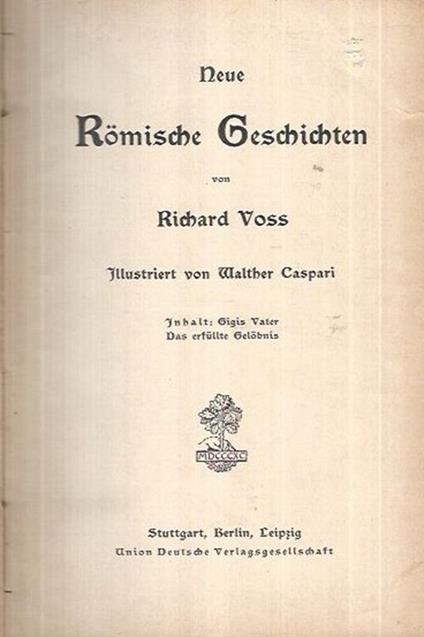 Neue
Römische Geschichten
von
Richard Voss
Illustriert von Walther Caspari
Inhalt: Gigis Vater
Das erfüllte Gelöbnis
MDCCCXC
Stuttgart, Berlin, Leipzig
Union Deutsche Verlagsgesellschaft